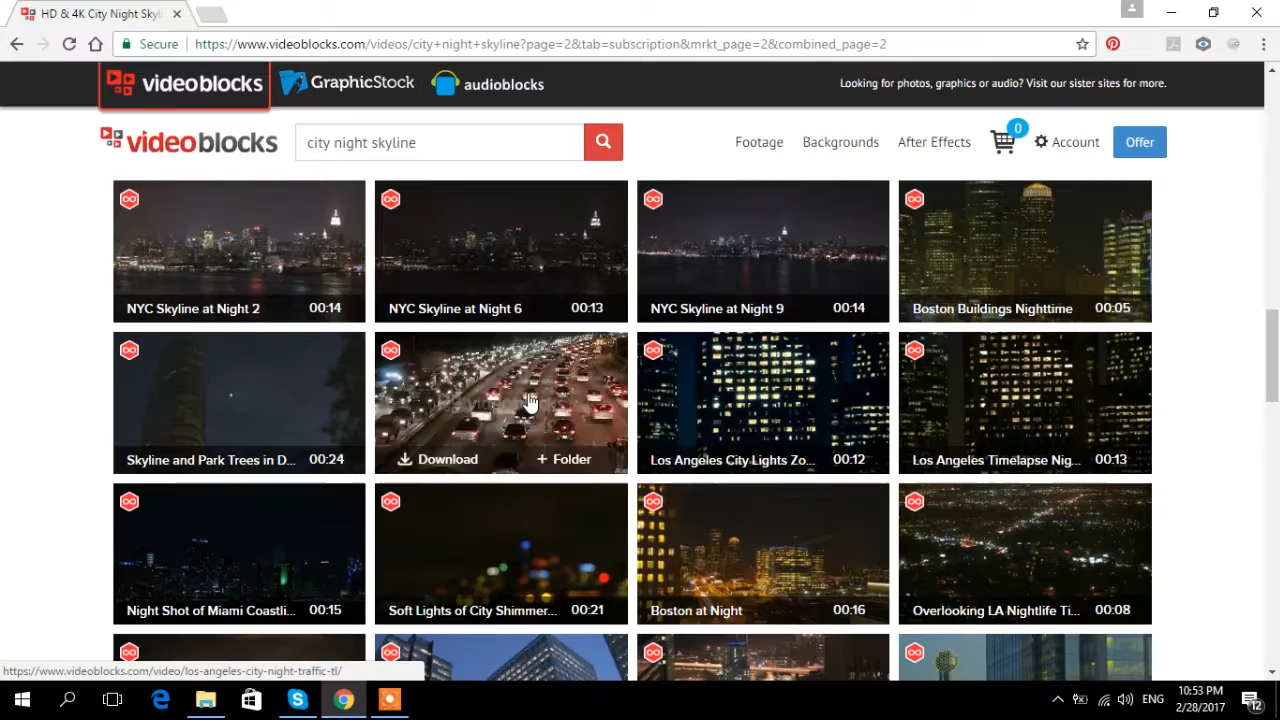 HD & 4K City Night Skyli
Secure
https://www.videoblocks.com/videos/city+night+skyline?page=2&tab=subscription&mrkt_page=2&combined_page=2
videoblocks GraphicStock audioblocks
Looking for photos, graphics or audio? Visit our sister sites for more.
videoblocks
city night skyline
Footage Backgrounds After Effects 0 Account Offer
NYC Skyline at Night 2 00:14
NYC Skyline at Night 6 00:13
NYC Skyline at Night 9 00:14
Boston Buildings Nighttime 00:05
Skyline and Park Trees in D... 00:24
Download + Folder
Los Angeles City Lights Zo... 00:12
Los Angeles Timelapse Nig... 00:13
Night Shot of Miami Coastli... 00:15
Soft Lights of City Shimmer... 00:21
Boston at Night 00:16
Overlooking LA Nightlife Ti... 00:08
https://www.videoblocks.com/video/los-angeles-city-night-traffic-tl/
ENG
10:53 PM
2/28/2017
12